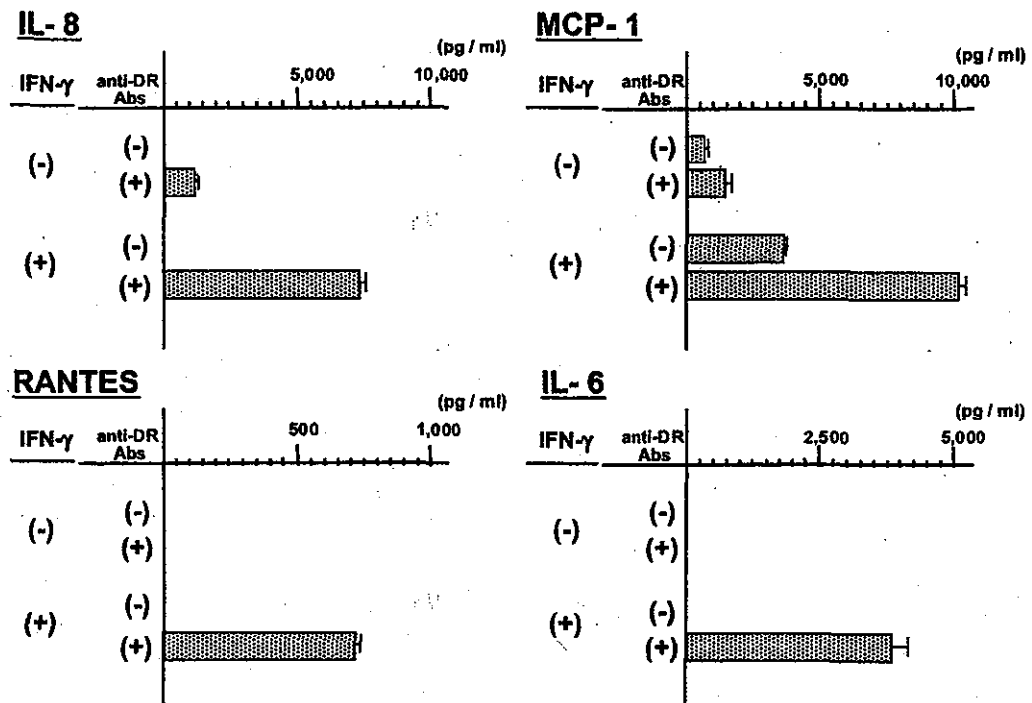 IL- 8
(pg / ml)
IFN-γ anti-DR Abs 5,000 10,000
(-) (-)
(+)
(+) (-)
(+)
MCP- 1
(pg / ml)
IFN-γ anti-DR Abs 5,000 10,000
(-) (-)
(+)
(+) (-)
(+)
RANTES
(pg / ml)
IFN-γ anti-DR Abs 500 1,000
(-) (-)
(+)
(+) (-)
(+)
IL- 6
(pg / ml)
IFN-γ anti-DR Abs 2,500 5,000
(-) (-)
(+)
(+) (-)
(+)